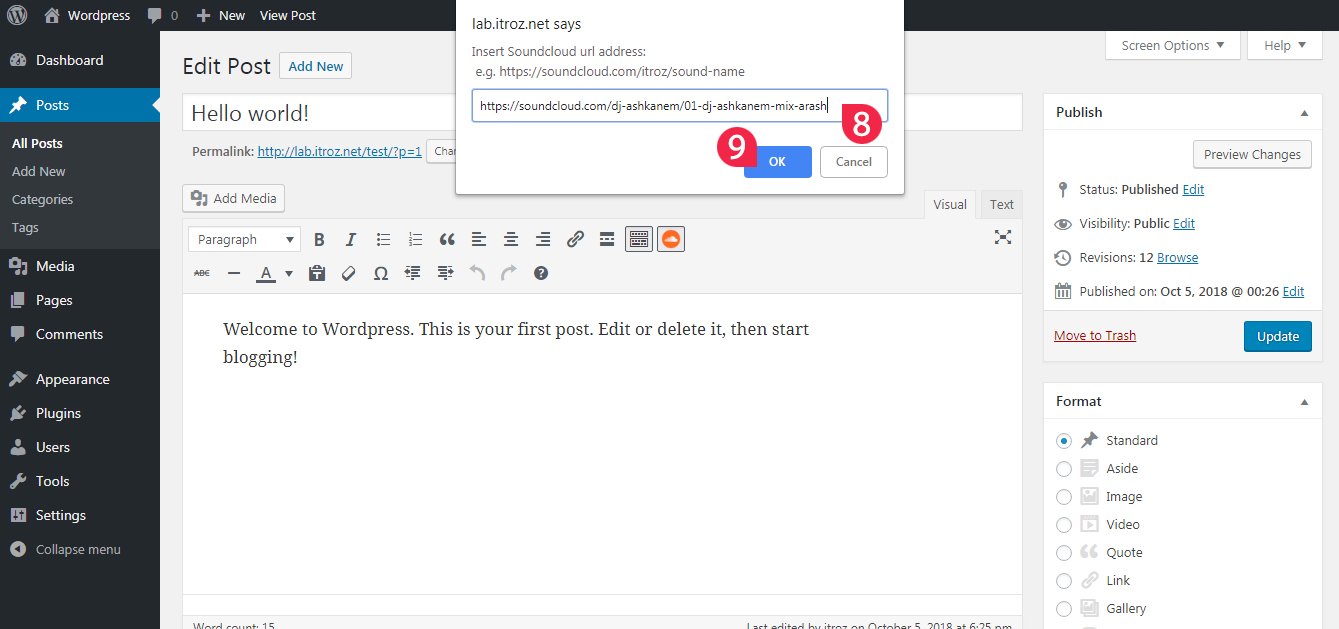 Wordpress 0 New View Post
lab.itroz.net says
Insert Soundcloud url address:
e.g. https://soundcloud.com/itroz/sound-name
https://soundcloud.com/dj-ashkanem/01-dj-ashkanem-mix-arash
8
9
OK Cancel
Screen Options Help
Dashboard
Posts
All Posts
Add New
Categories
Tags
Media
Pages
Comments
Appearance
Plugins
Users
Tools
Settings
Collapse menu
Edit Post Add New
Hello world!
Permalink: http://lab.itroz.net/test/?p=1
Add Media
Visual Text
Paragraph B I
ABC A Ω ?
Welcome to Wordpress. This is your first post. Edit or delete it, then start
blogging!
Word count: 15 Last edited by itroz on October 5, 2018 at 6:25 pm
Publish
Preview Changes
Status: Published Edit
Visibility: Public Edit
Revisions: 12 Browse
Published on: Oct 5, 2018 @ 00:26 Edit
Move to Trash Update
Format
Standard
Aside
Image
Video
Quote
Link
Gallery